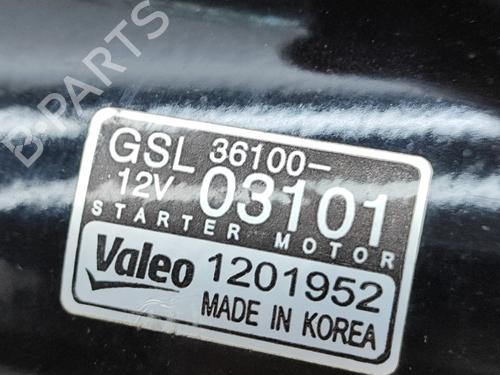 B-PARTS
GSL 36100-
12V 03101
STARTER MOTOR
Valeo 1201952
MADE IN KOREA